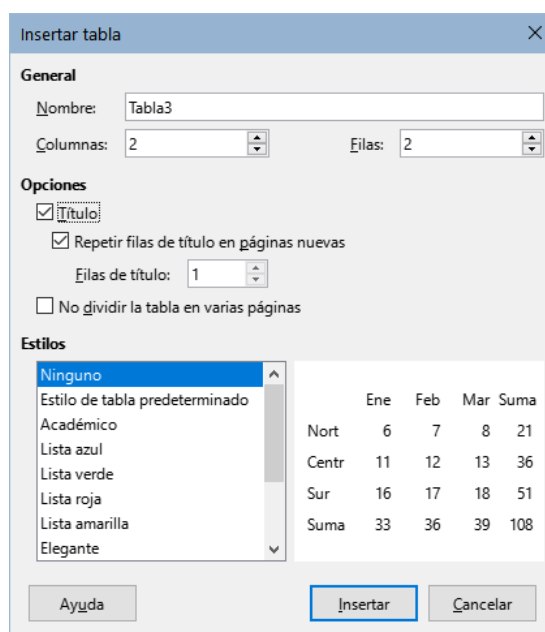 Insertar tabla
General
Nombre: Tabla3
Columnas: 2 Filas: 2
Opciones
Título
Repetir filas de título en páginas nuevas
Filas de título: 1
No dividir la tabla en varias páginas
Estilos
Ninguno
Estilo de tabla predeterminado
Académico
Lista azul
Lista verde
Lista roja
Lista amarilla
Elegante
Ene Feb Mar Suma
Nort 6 7 8 21
Centr 11 12 13 36
Sur 16 17 18 51
Suma 33 36 39 108
Ayuda Insertar Cancelar